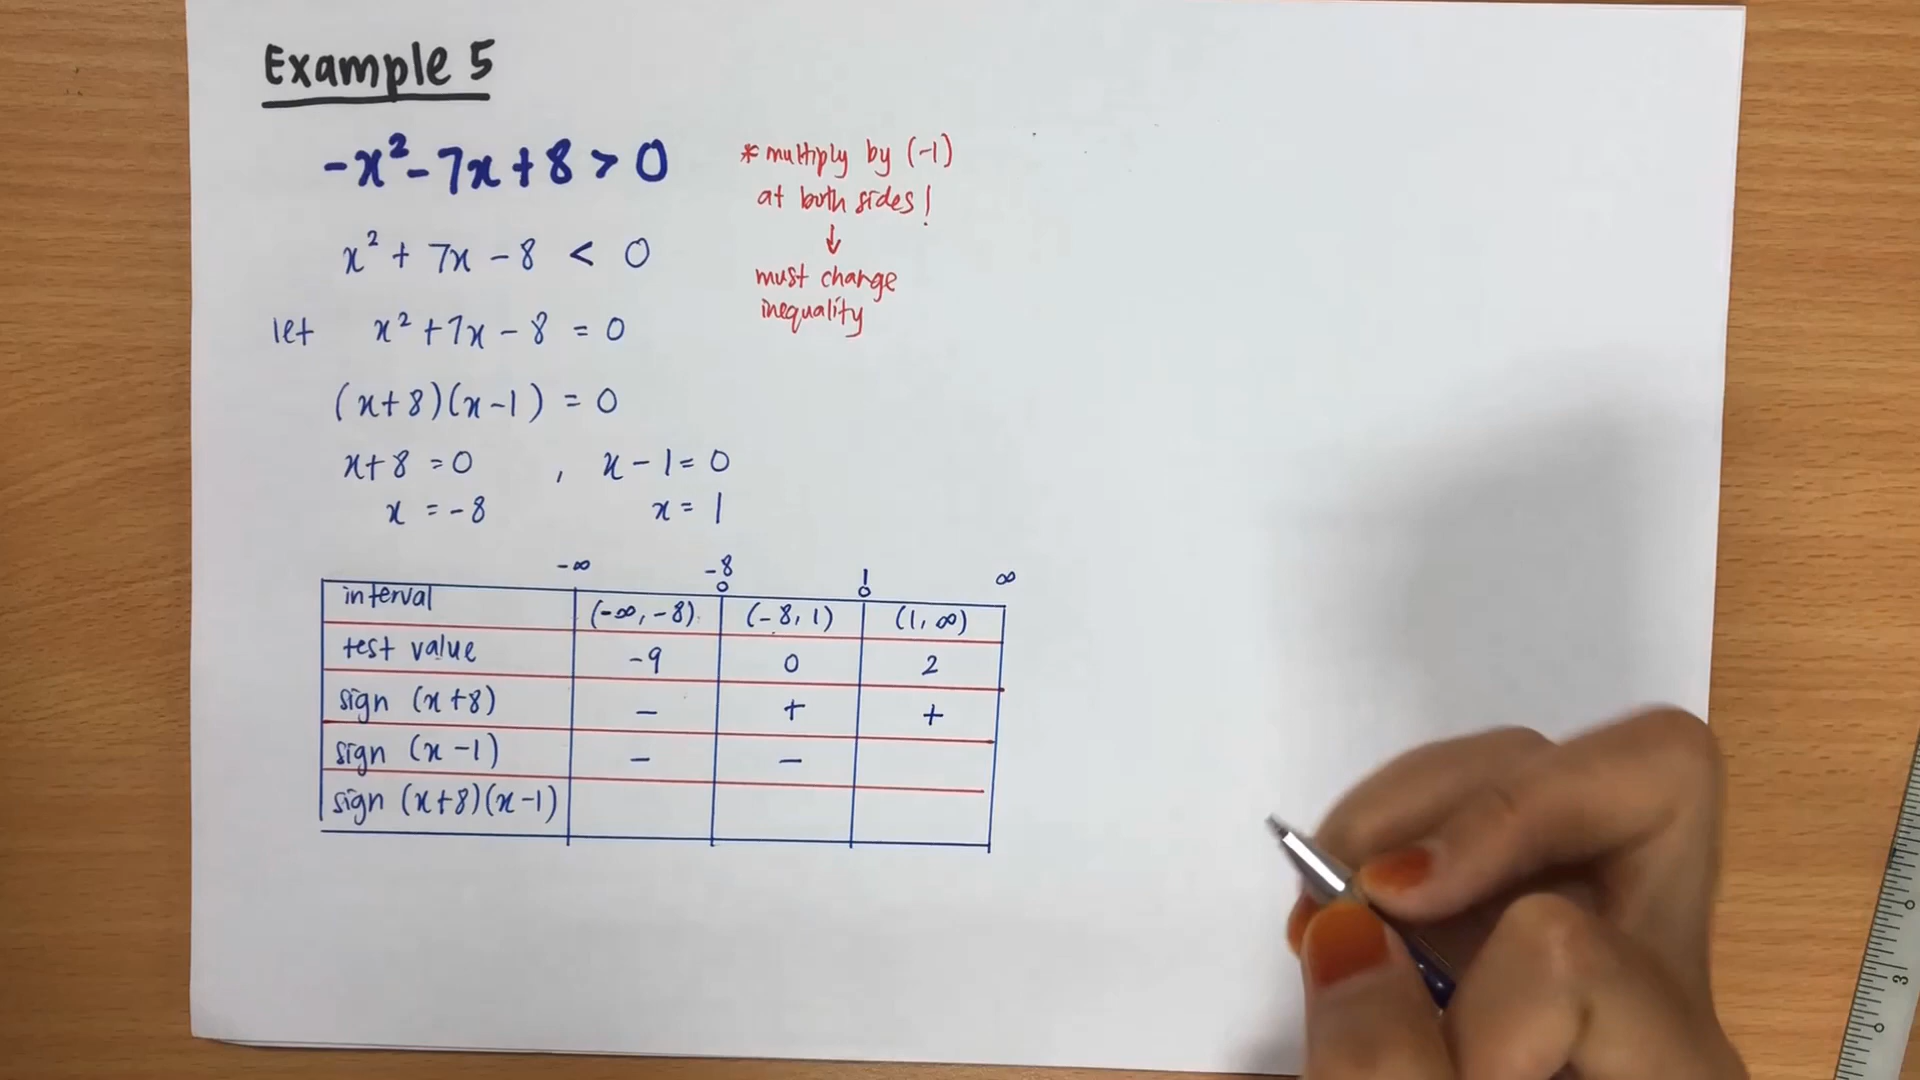 Example 5
-x² - 7x + 8 > 0
* multiply by (-1)
at both sides!
↓
must change
inequality
x² + 7x - 8 < 0
let x² + 7x - 8 = 0
(x+8)(x-1) = 0
x+8 = 0 , x - 1 = 0
x = -8 x = 1
-∞ -8 1 ∞
interval (-∞, -8) (-8, 1) (1, ∞)
test value -9 0 2
sign (x+8) - + +
sign (x-1) - -
sign (x+8)(x-1)
3